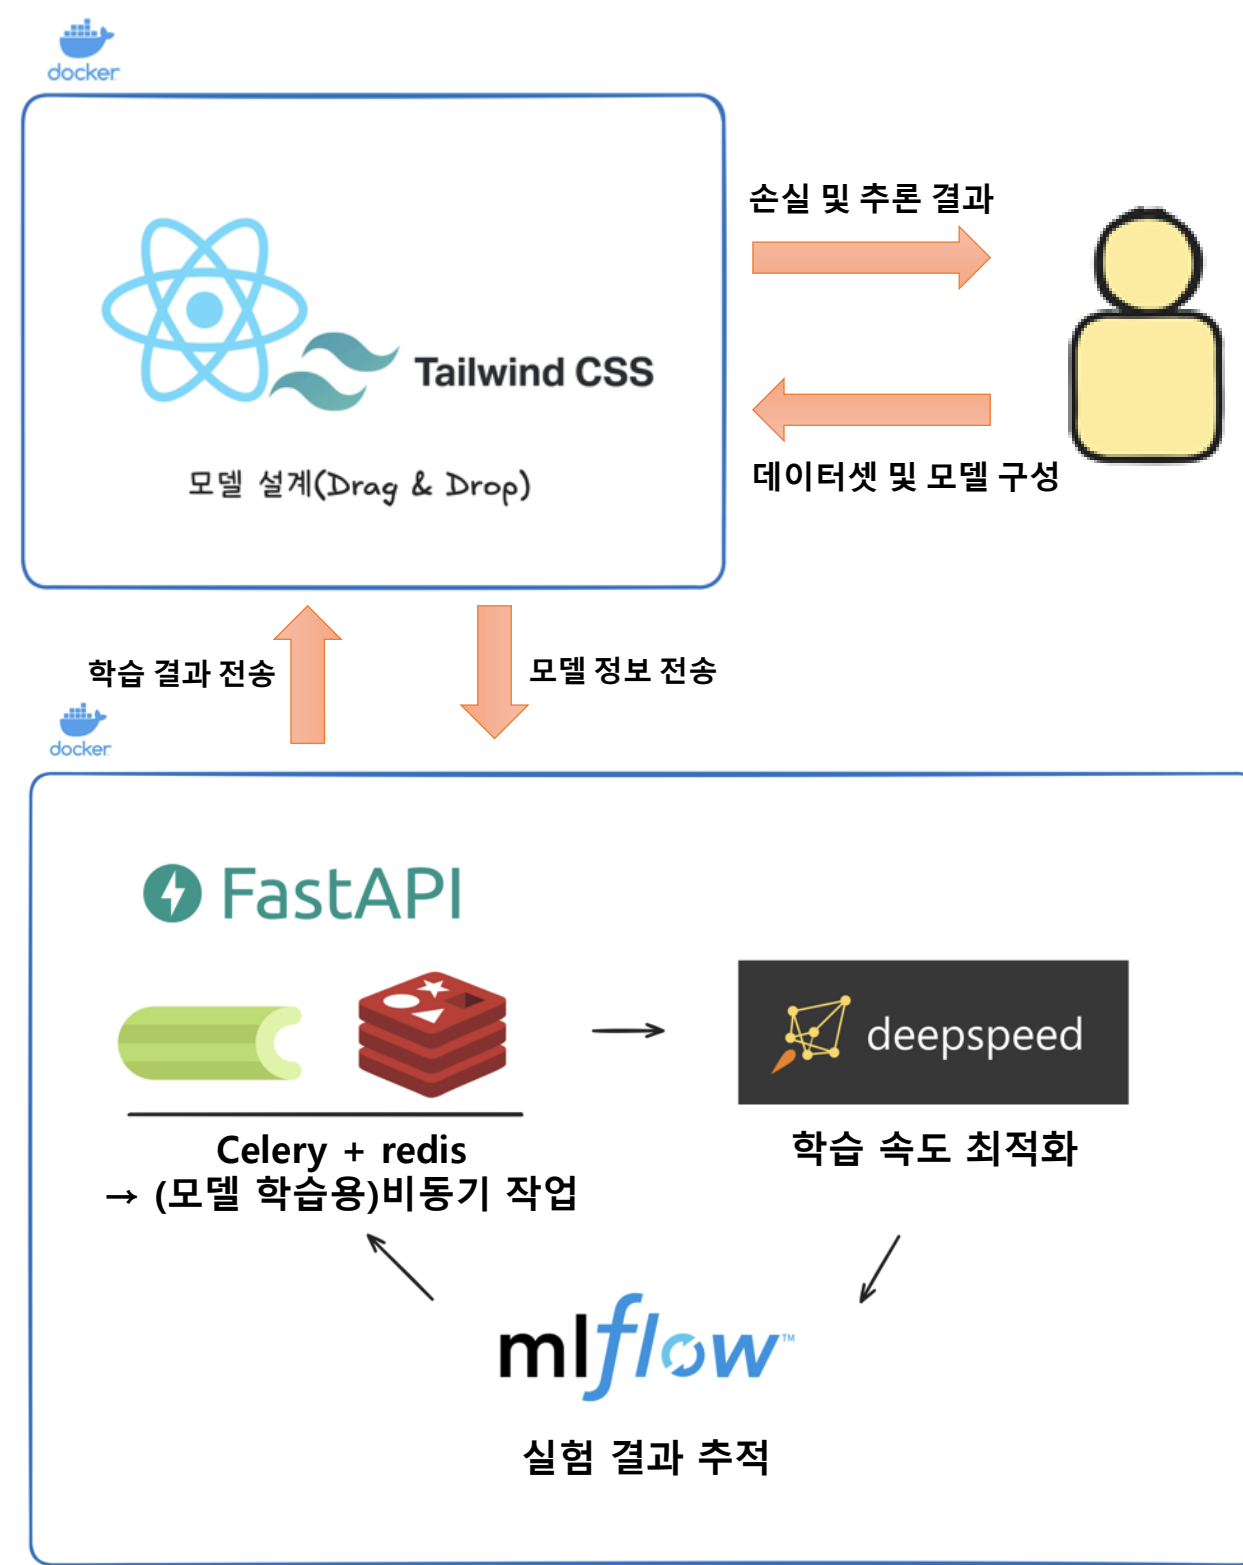 docker
손실 및 추론 결과
Tailwind CSS
데이터셋 및 모델 구성
모델 설계(Drag & Drop)
학습 결과 전송
모델 정보 전송
docker
FastAPI
deepspeed
Celery + redis
→ (모델 학습용)비동기 작업
학습 속도 최적화
mlflow™
실험 결과 추적